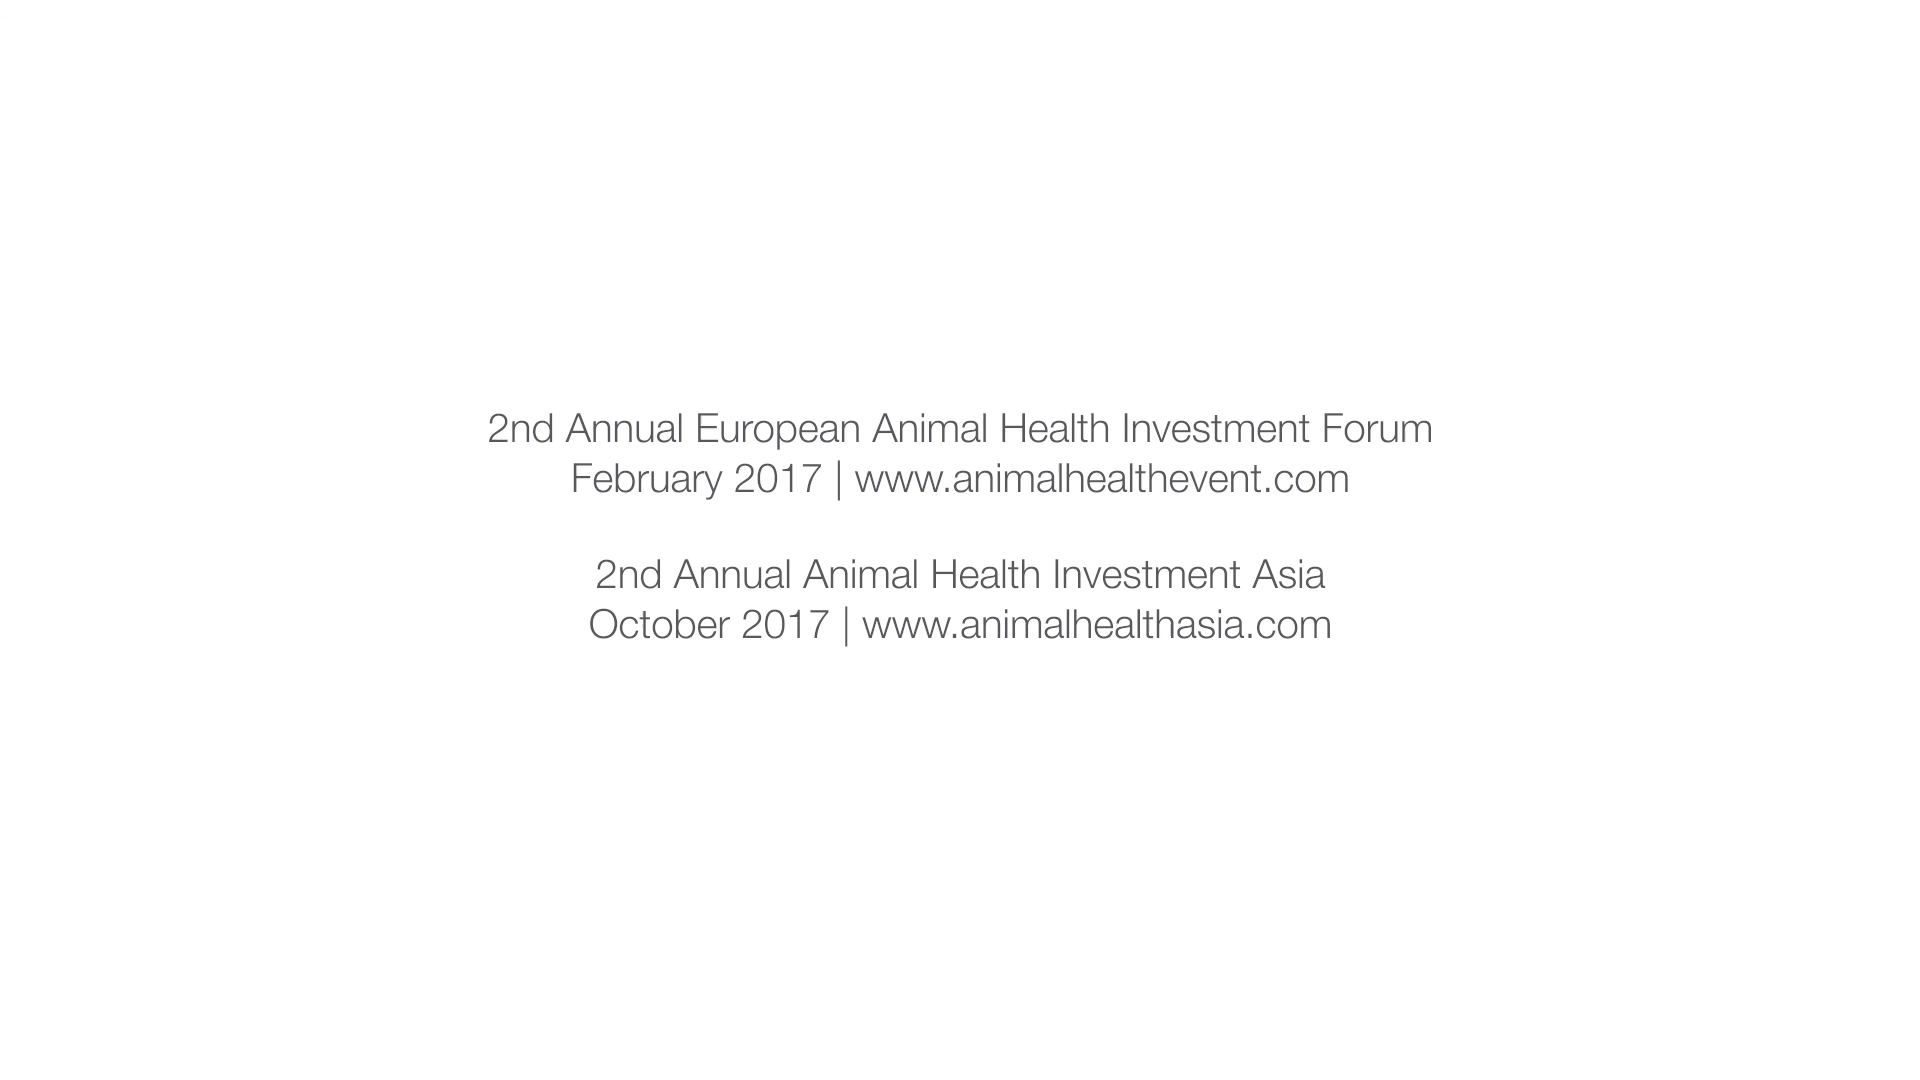 2nd Annual European Animal Health Investment Forum
February 2017 | www.animalhealthevent.com
2nd Annual Animal Health Investment Asia
October 2017 | www.animalhealthasia.com